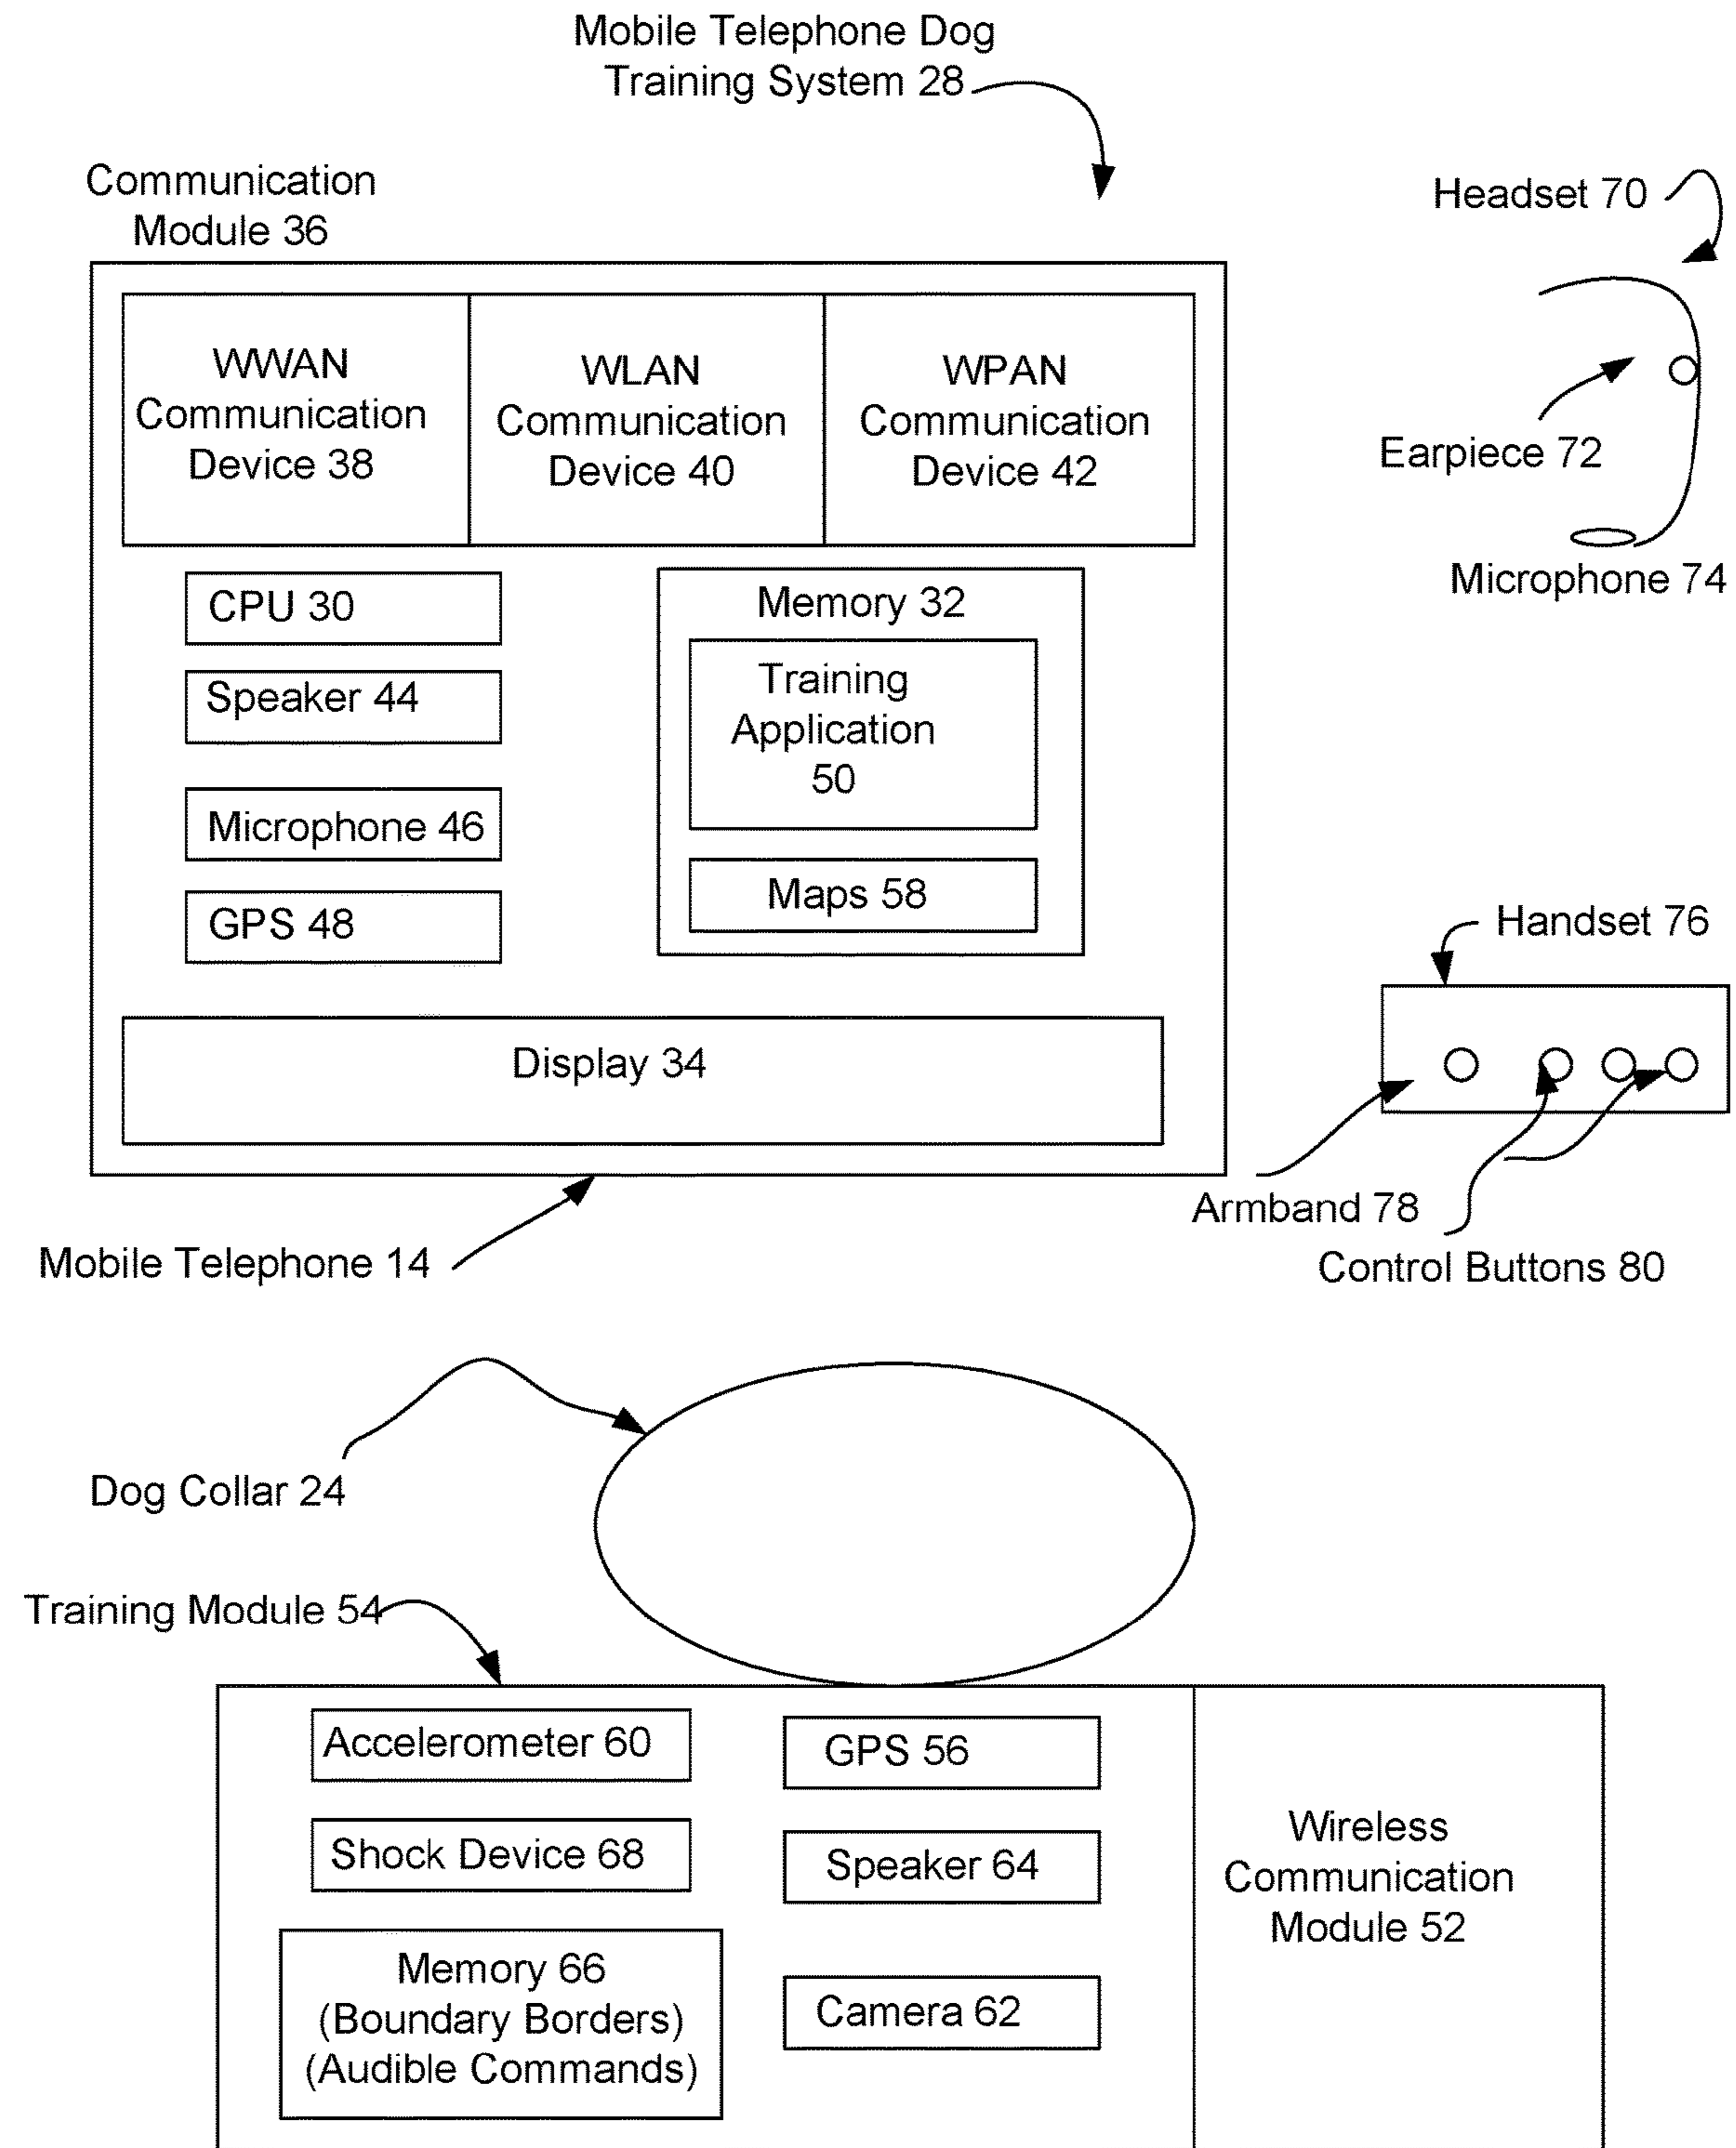 Mobile Telephone Dog
Training System 28
Communication
Module 36
Headset 70
WWAN
Communication
Device 38
WLAN
Communication
Device 40
WPAN
Communication
Device 42
Earpiece 72
Microphone 74
CPU 30
Speaker 44
Microphone 46
GPS 48
Memory 32
Training
Application
50
Maps 58
Handset 76
Display 34
Armband 78
Control Buttons 80
Mobile Telephone 14
Dog Collar 24
Training Module 54
Accelerometer 60
GPS 56
Shock Device 68
Speaker 64
Memory 66
(Boundary Borders)
(Audible Commands)
Camera 62
Wireless
Communication
Module 52